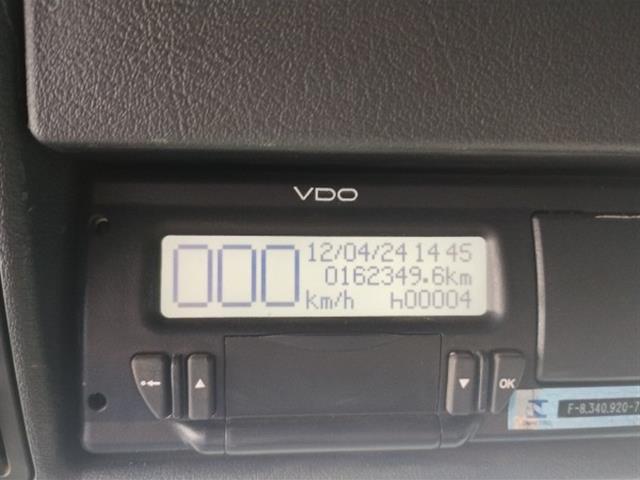 VDO
000 12/04/24 14 45
0162349.6km
km/h h00004
OK
F-8.340.920-7